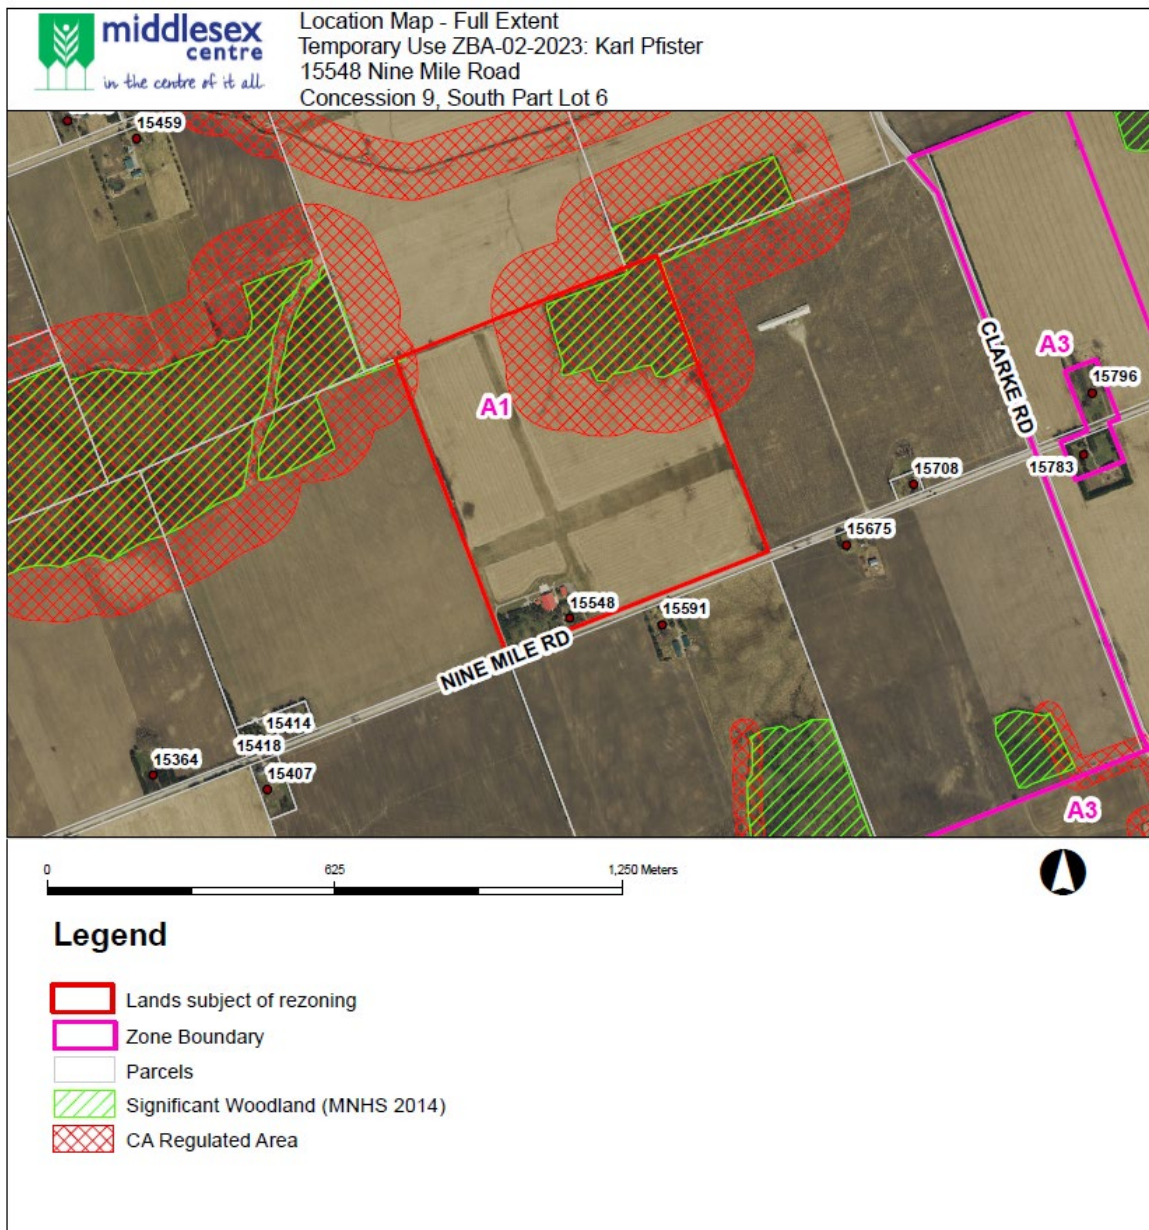 middlesex
centre
in the centre of it all
Location Map - Full Extent
Temporary Use ZBA-02-2023: Karl Pfister
15548 Nine Mile Road
Concession 9, South Part Lot 6
15459
CLARKE RD
A3
15796
A1
15783
15708
15675
15548
15591
NINE MILE RD
15414
15418
15364
15407
A3
0 625 1,250 Meters
Legend
Lands subject of rezoning
Zone Boundary
Parcels
Significant Woodland (MNHS 2014)
CA Regulated Area